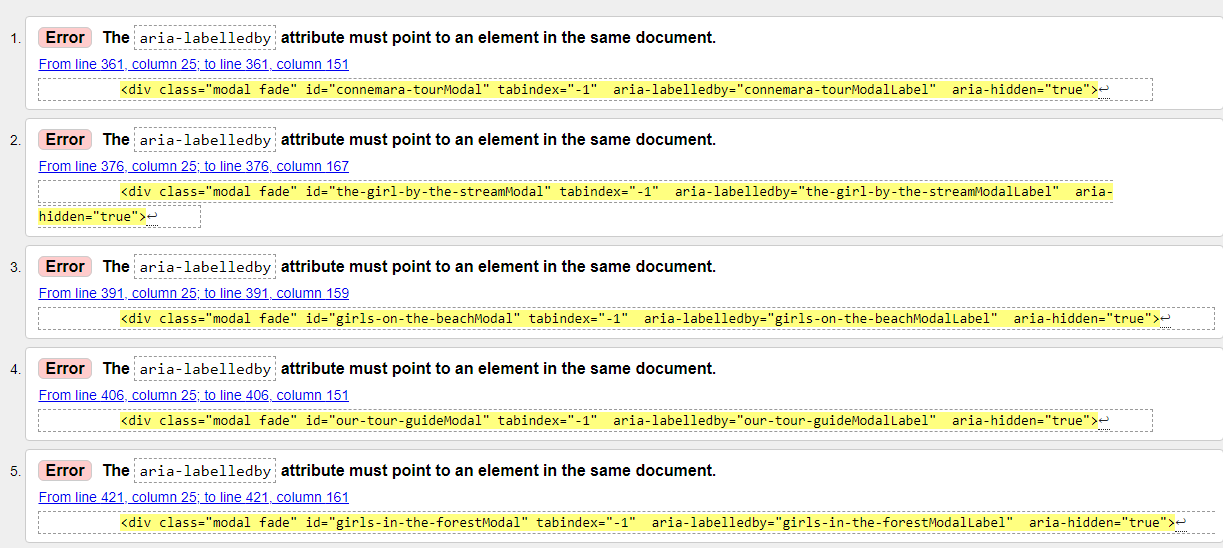 1. Error The aria-labelledby attribute must point to an element in the same document.
From line 361, column 25; to line 361, column 151
<div class="modal fade" id="connemara-tourModal" tabindex="-1"  aria-labelledby="connemara-tourModalLabel"  aria-hidden="true">↩
2. Error The aria-labelledby attribute must point to an element in the same document.
From line 376, column 25; to line 376, column 167
<div class="modal fade" id="the-girl-by-the-streamModal" tabindex="-1"  aria-labelledby="the-girl-by-the-streamModalLabel"  aria-
hidden="true">↩
3. Error The aria-labelledby attribute must point to an element in the same document.
From line 391, column 25; to line 391, column 159
<div class="modal fade" id="girls-on-the-beachModal" tabindex="-1"  aria-labelledby="girls-on-the-beachModalLabel"  aria-hidden="true">↩
4. Error The aria-labelledby attribute must point to an element in the same document.
From line 406, column 25; to line 406, column 151
<div class="modal fade" id="our-tour-guideModal" tabindex="-1"  aria-labelledby="our-tour-guideModalLabel"  aria-hidden="true">↩
5. Error The aria-labelledby attribute must point to an element in the same document.
From line 421, column 25; to line 421, column 161
<div class="modal fade" id="girls-in-the-forestModal" tabindex="-1"  aria-labelledby="girls-in-the-forestModalLabel"  aria-hidden="true">↩